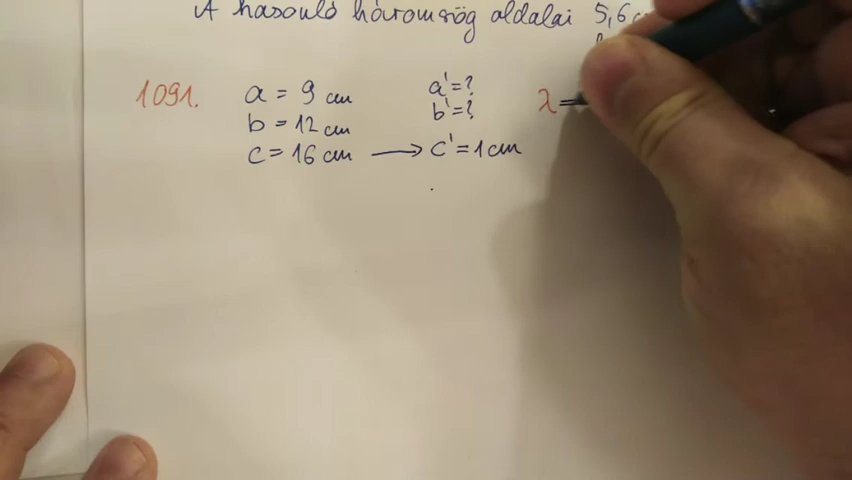 A hasonló háromszög oldalai 5,6
1091. a = 9 cm a'=? λ=
b = 12 cm b'=?
c = 16 cm → c' = 1 cm